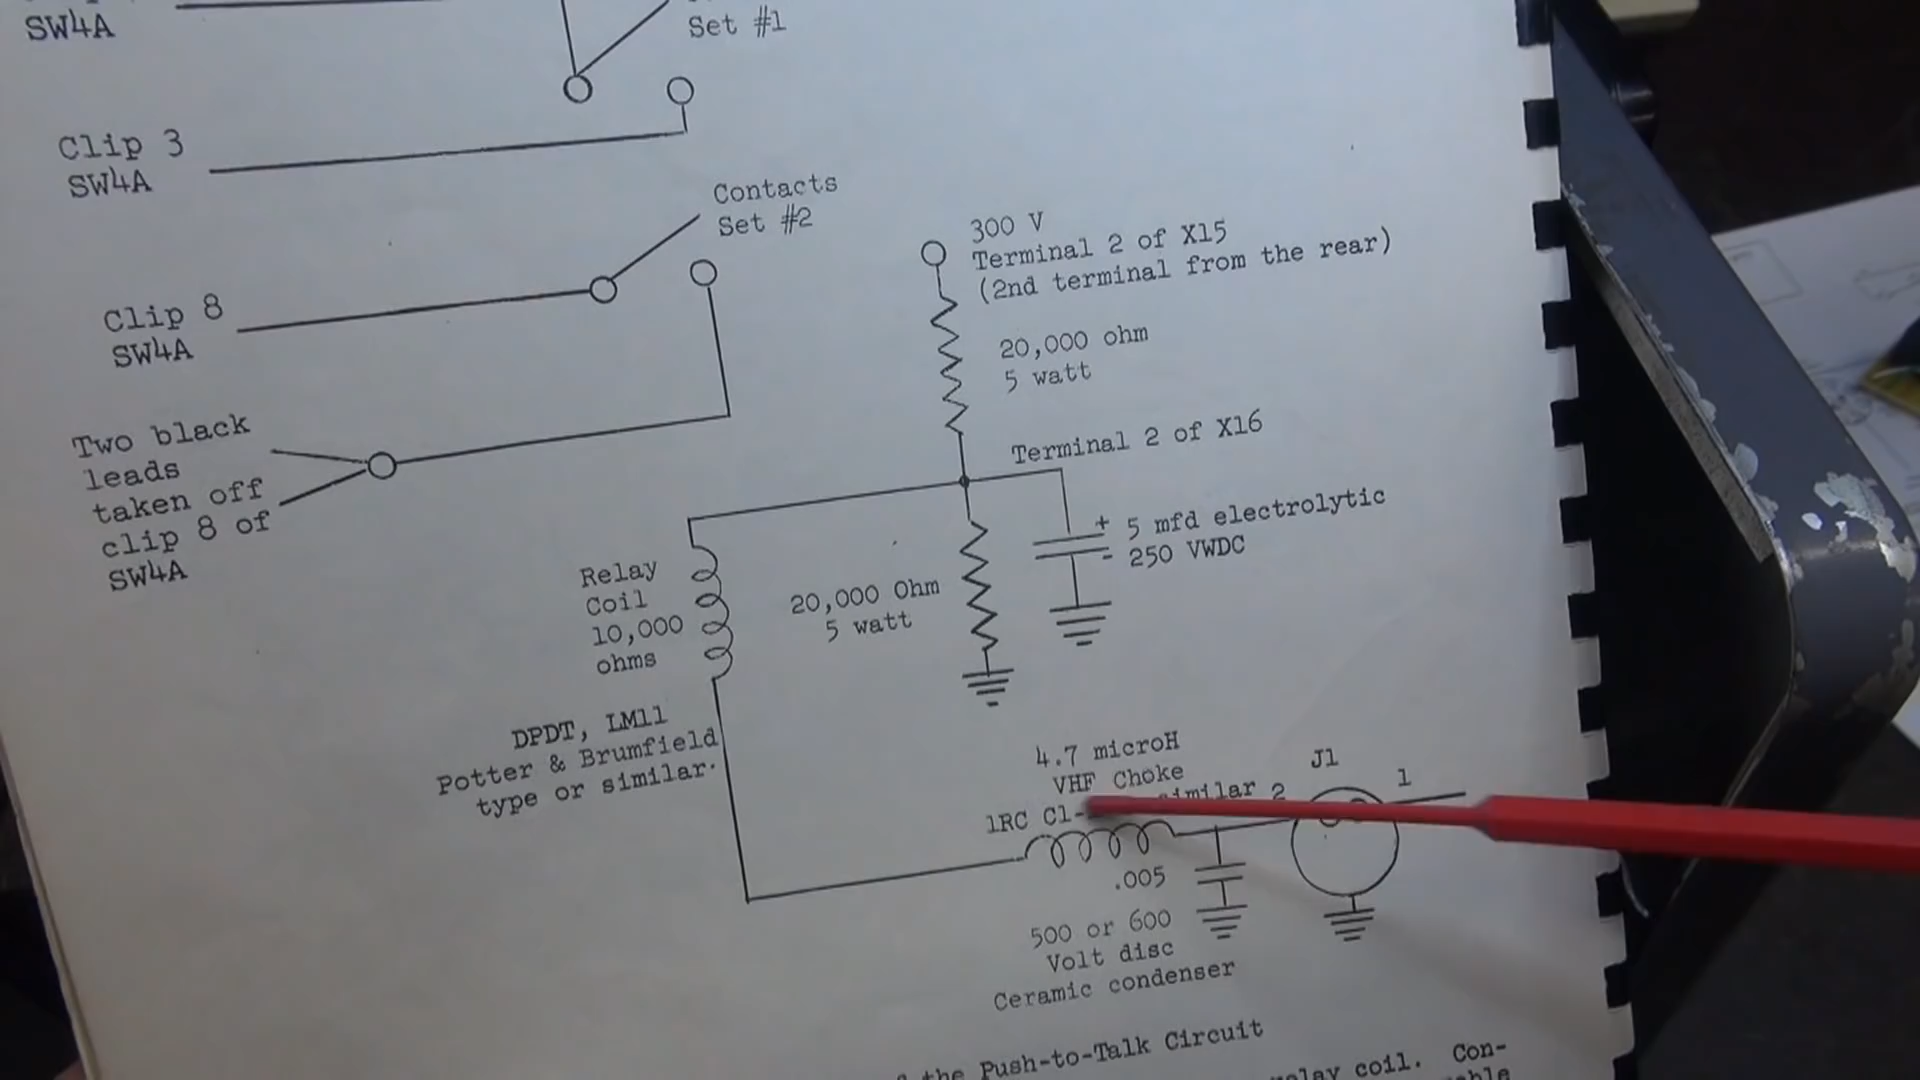 SW4A
Set #1
Clip 3
SW4A
Contacts
Set #2
Clip 8
SW4A
Two black
leads
taken off
clip 8 of
SW4A
300 V
Terminal 2 of X15
(2nd terminal from the rear)
20,000 ohm
5 watt
Terminal 2 of X16
+ 5 mfd electrolytic
- 250 VWDC
Relay
Coil
10,000
ohms
20,000 Ohm
5 watt
DPDT, LM11
Potter & Brumfield
type or similar.
4.7 microH
VHF Choke
1RC Cl- similar
2
J1
1
.005
500 or 600
Volt disc
Ceramic condenser
the Push-to-Talk Circuit
coil. Con-